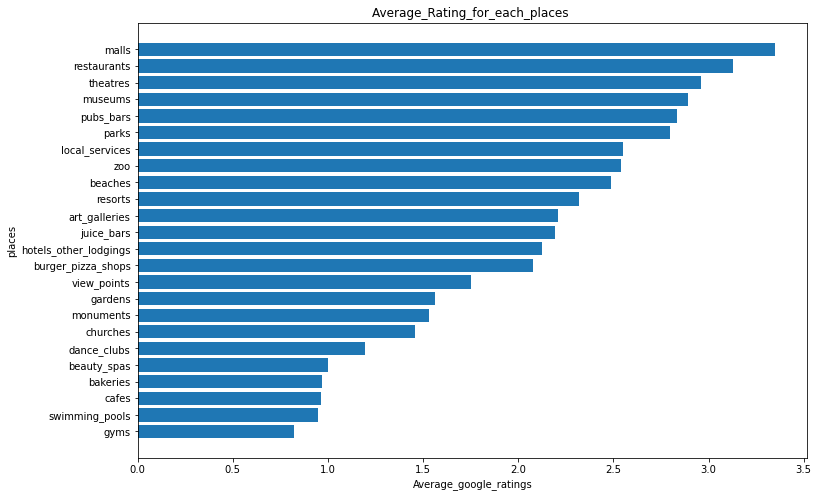 Average_Rating_for_each_places
malls
restaurants
theatres
museums
pubs_bars
parks
local_services
zoo
beaches
resorts
art_galleries
juice_bars
hotels_other_lodgings
burger_pizza_shops
view_points
gardens
monuments
churches
dance_clubs
beauty_spas
bakeries
cafes
swimming_pools
gyms
places
0.0 0.5 1.0 1.5 2.0 2.5 3.0 3.5
Average_google_ratings